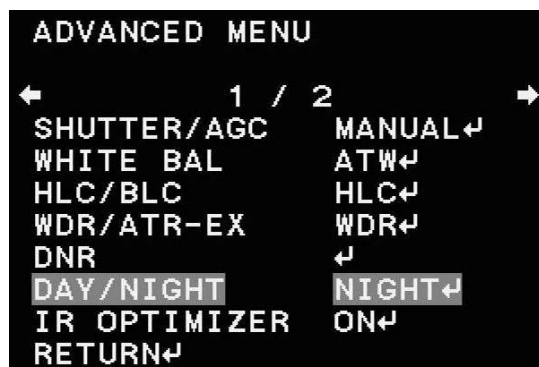 ADVANCED MENU
← 1 / 2 →
SHUTTER/AGC MANUAL↵
WHITE BAL ATW↵
HLC/BLC HLC↵
WDR/ATR-EX WDR↵
DNR ↵
DAY/NIGHT NIGHT↵
IR OPTIMIZER ON↵
RETURN↵